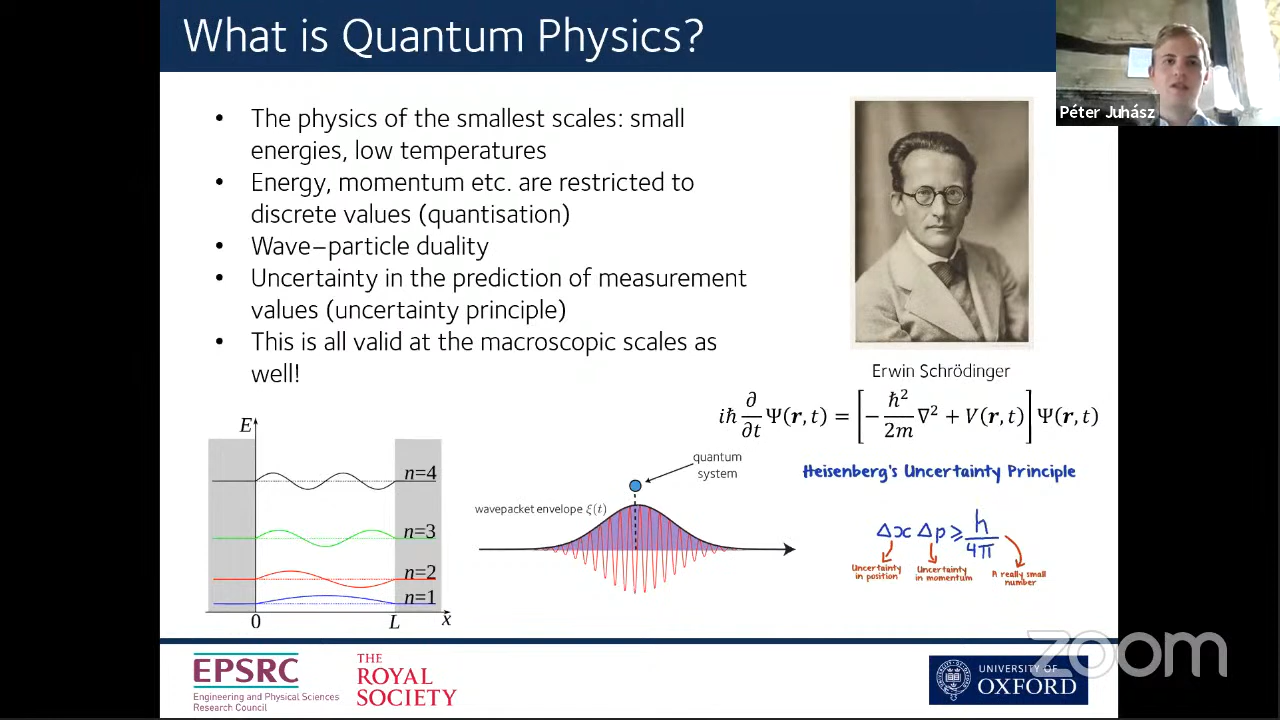 What is Quantum Physics?
Péter Juhász
• The physics of the smallest scales: small
energies, low temperatures
• Energy, momentum etc. are restricted to
discrete values (quantisation)
• Wave–particle duality
• Uncertainty in the prediction of measurement
values (uncertainty principle)
• This is all valid at the macroscopic scales as
well!
Erwin Schrödinger
iħ ∂/∂t Ψ(r, t) = [− ħ²/2m ∇² + V(r, t)] Ψ(r, t)
E
n=4
n=3
n=2
n=1
0
L
x
quantum
system
wavepacket envelope ξ(t)
Heisenberg's Uncertainty Principle
Δx Δp ≥ h/4π
Uncertainty
in position
Uncertainty
in momentum
A really small
number
EPSRC
Engineering and Physical Sciences
Research Council
THE
ROYAL
SOCIETY
UNIVERSITY OF
OXFORD
zoom